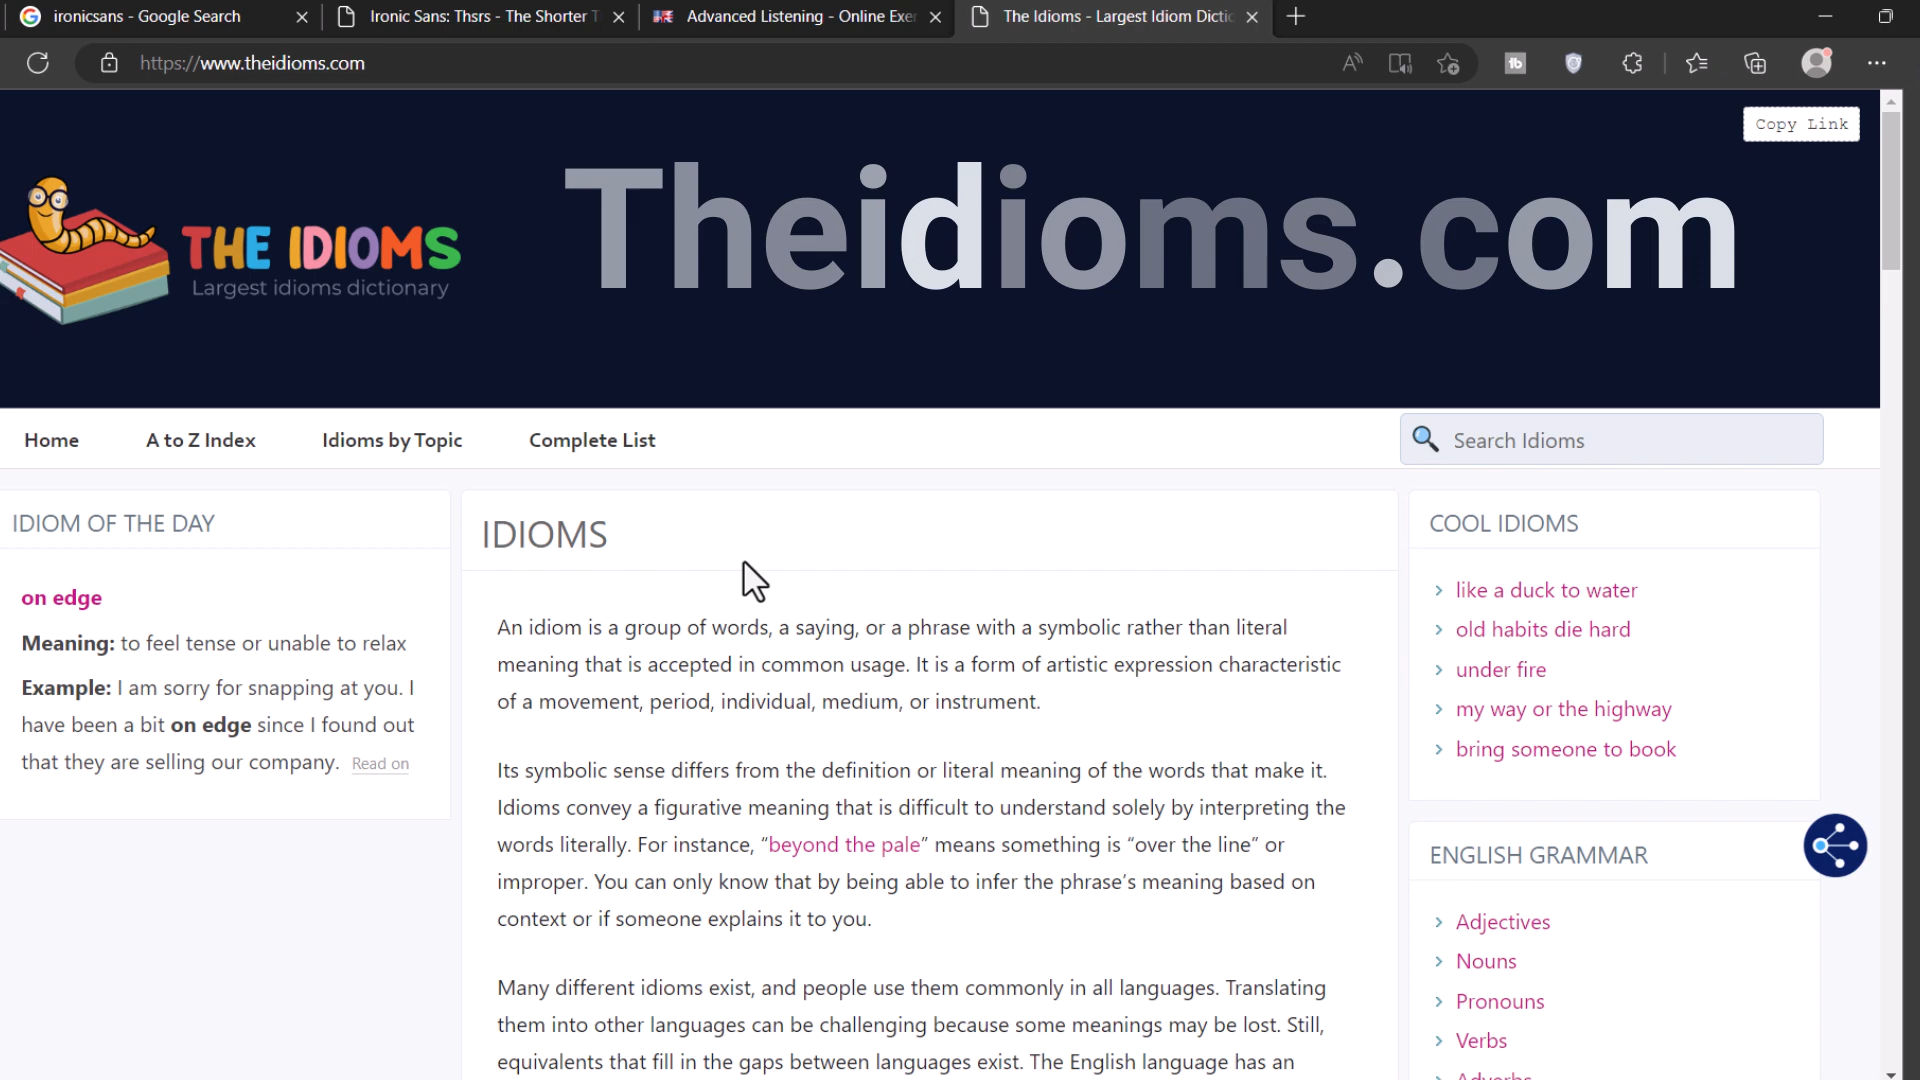 ironicsans - Google Search
Ironic Sans: Thsrs - The Shorter T
Advanced Listening - Online Exe
The Idioms - Largest Idiom Dictio
https://www.theidioms.com
Copy Link
THE IDIOMS
Largest idioms dictionary
Theidioms.com
Home
A to Z Index
Idioms by Topic
Complete List
Search Idioms
IDIOM OF THE DAY
on edge
Meaning: to feel tense or unable to relax
Example: I am sorry for snapping at you. I
have been a bit on edge since I found out
that they are selling our company. Read on
IDIOMS
An idiom is a group of words, a saying, or a phrase with a symbolic rather than literal
meaning that is accepted in common usage. It is a form of artistic expression characteristic
of a movement, period, individual, medium, or instrument.
Its symbolic sense differs from the definition or literal meaning of the words that make it.
Idioms convey a figurative meaning that is difficult to understand solely by interpreting the
words literally. For instance, “beyond the pale” means something is “over the line” or
improper. You can only know that by being able to infer the phrase’s meaning based on
context or if someone explains it to you.
Many different idioms exist, and people use them commonly in all languages. Translating
them into other languages can be challenging because some meanings may be lost. Still,
equivalents that fill in the gaps between languages exist. The English language has an
COOL IDIOMS
like a duck to water
old habits die hard
under fire
my way or the highway
bring someone to book
ENGLISH GRAMMAR
Adjectives
Nouns
Pronouns
Verbs
Adverbs